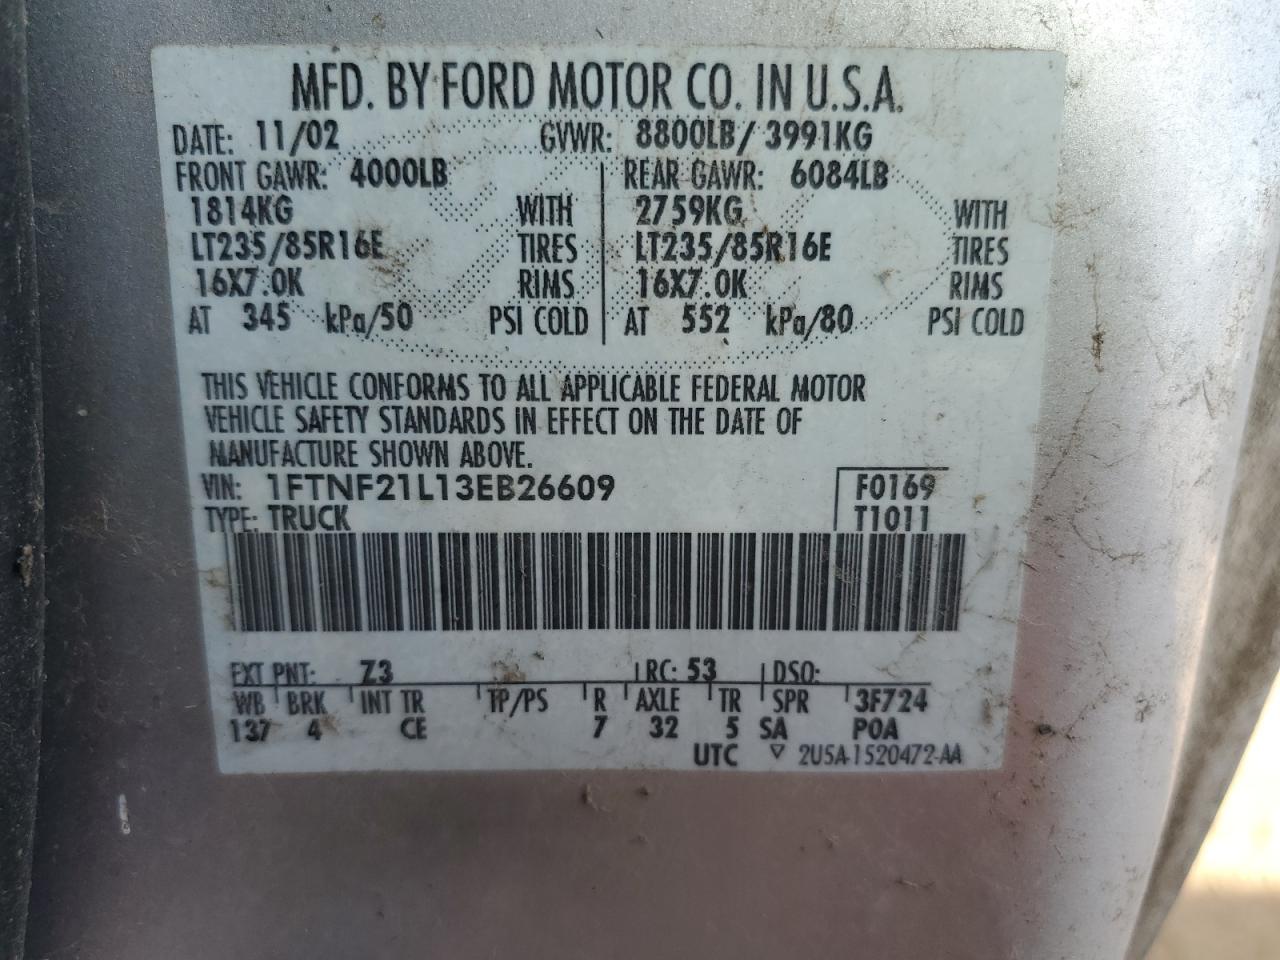 MFD. BY FORD MOTOR CO. IN U.S.A.
DATE: 11/02 GVWR: 8800LB/ 3991KG
FRONT GAWR: 4000LB REAR GAWR: 6084LB
1814KG WITH 2759KG WITH
LT235/85R16E TIRES LT235/85R16E TIRES
16X7.0K RIMS 16X7.0K RIMS
AT 345 kPa/50 PSI COLD AT 552 kPa/80 PSI COLD
THIS VEHICLE CONFORMS TO ALL APPLICABLE FEDERAL MOTOR
VEHICLE SAFETY STANDARDS IN EFFECT ON THE DATE OF
MANUFACTURE SHOWN ABOVE.
VIN: 1FTNF21L13EB26609 F0169
TYPE: TRUCK T1011
EXT PNT: Z3 RC: 53 DSO:
WB BRK INT TR TP/PS R AXLE TR SPR 3F724
137 4 CE 7 32 5 SA POA
UTC ▽ 2U5A-1520472-AA